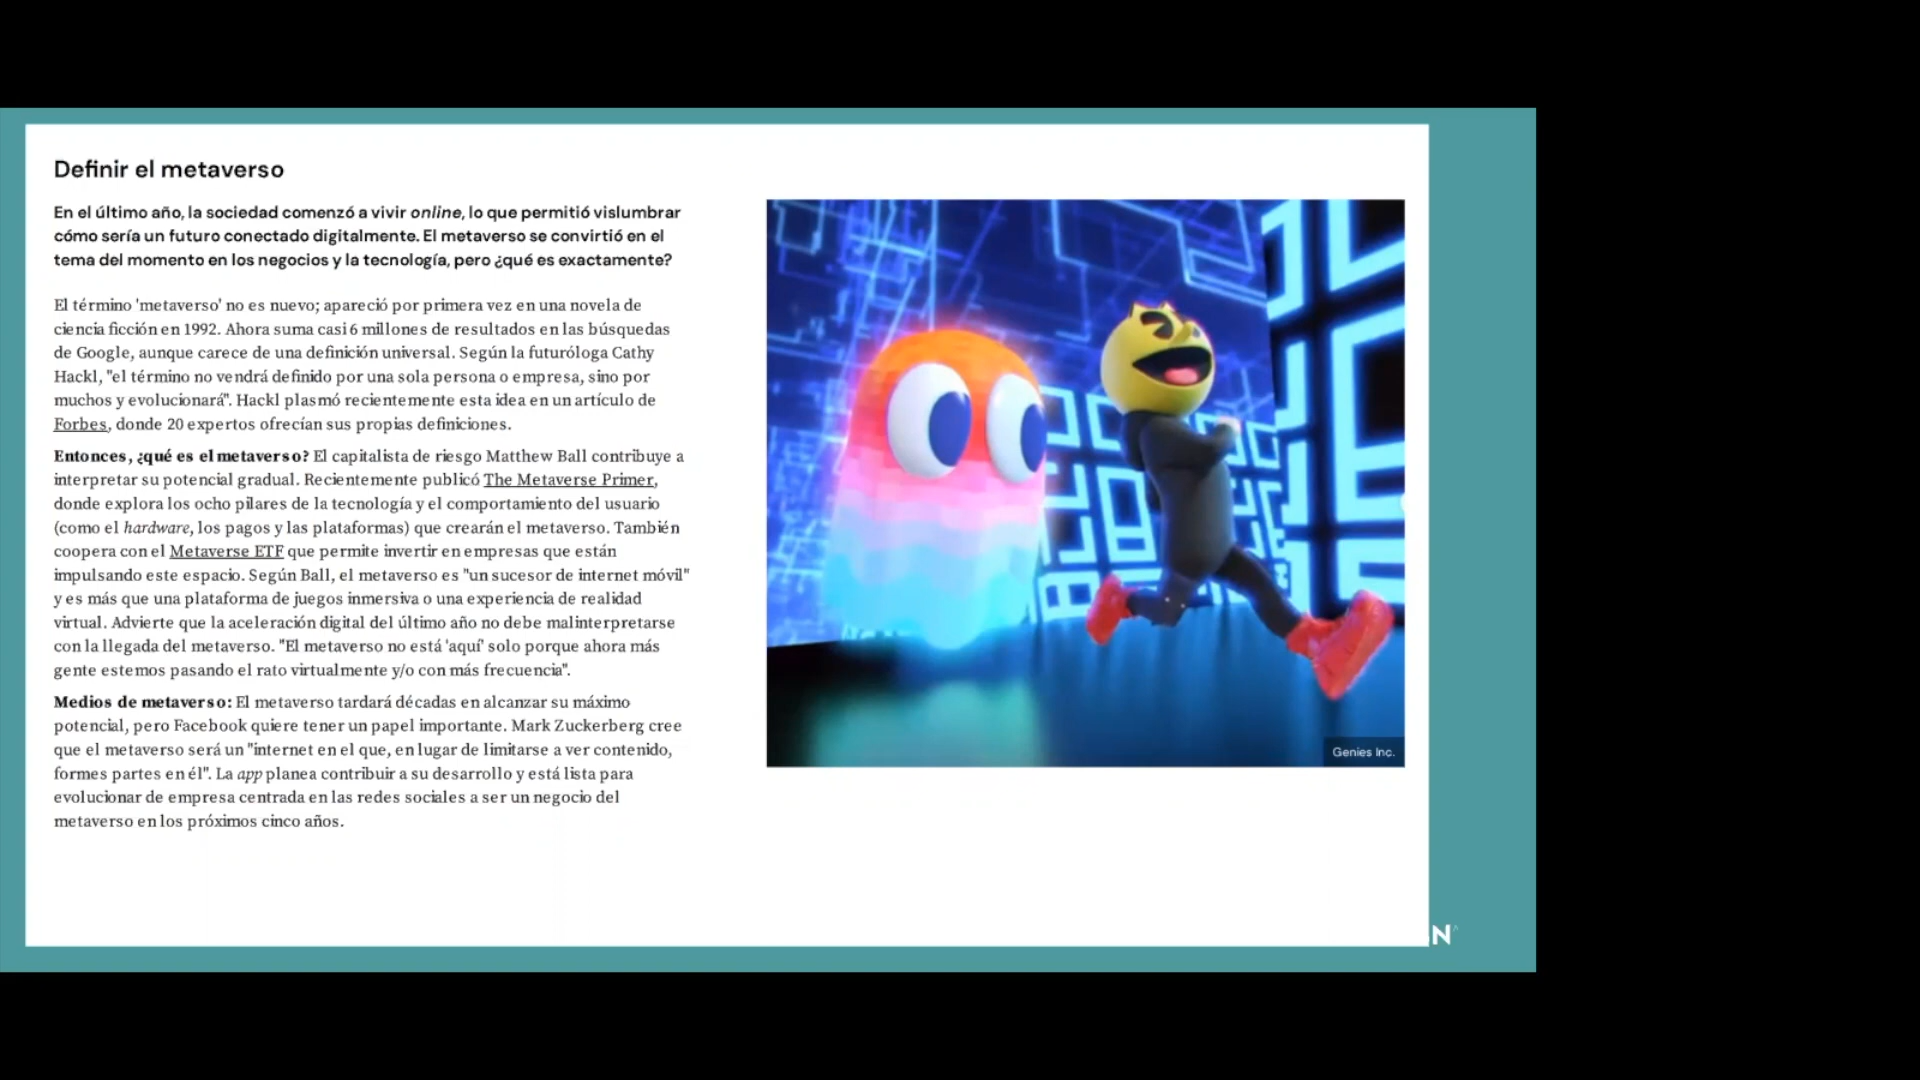 Definir el metaverso
En el último año, la sociedad comenzó a vivir online, lo que permitió vislumbrar
cómo sería un futuro conectado digitalmente. El metaverso se convirtió en el
tema del momento en los negocios y la tecnología, pero ¿qué es exactamente?
El término 'metaverso' no es nuevo; apareció por primera vez en una novela de
ciencia ficción en 1992. Ahora suma casi 6 millones de resultados en las búsquedas
de Google, aunque carece de una definición universal. Según la futuróloga Cathy
Hackl, "el término no vendrá definido por una sola persona o empresa, sino por
muchos y evolucionará". Hackl plasmó recientemente esta idea en un artículo de
Forbes, donde 20 expertos ofrecían sus propias definiciones.
Entonces, ¿qué es el metaverso? El capitalista de riesgo Matthew Ball contribuye a
interpretar su potencial gradual. Recientemente publicó The Metaverse Primer,
donde explora los ocho pilares de la tecnología y el comportamiento del usuario
(como el hardware, los pagos y las plataformas) que crearán el metaverso. También
coopera con el Metaverse ETF que permite invertir en empresas que están
impulsando este espacio. Según Ball, el metaverso es "un sucesor de internet móvil"
y es más que una plataforma de juegos inmersiva o una experiencia de realidad
virtual. Advierte que la aceleración digital del último año no debe malinterpretarse
con la llegada del metaverso. "El metaverso no está 'aquí' solo porque ahora más
gente estemos pasando el rato virtualmente y/o con más frecuencia".
Medios de metaverso: El metaverso tardará décadas en alcanzar su máximo
potencial, pero Facebook quiere tener un papel importante. Mark Zuckerberg cree
que el metaverso será un "internet en el que, en lugar de limitarse a ver contenido,
formes partes en él". La app planea contribuir a su desarrollo y está lista para
evolucionar de empresa centrada en las redes sociales a ser un negocio del
metaverso en los próximos cinco años.
Genies Inc.
N